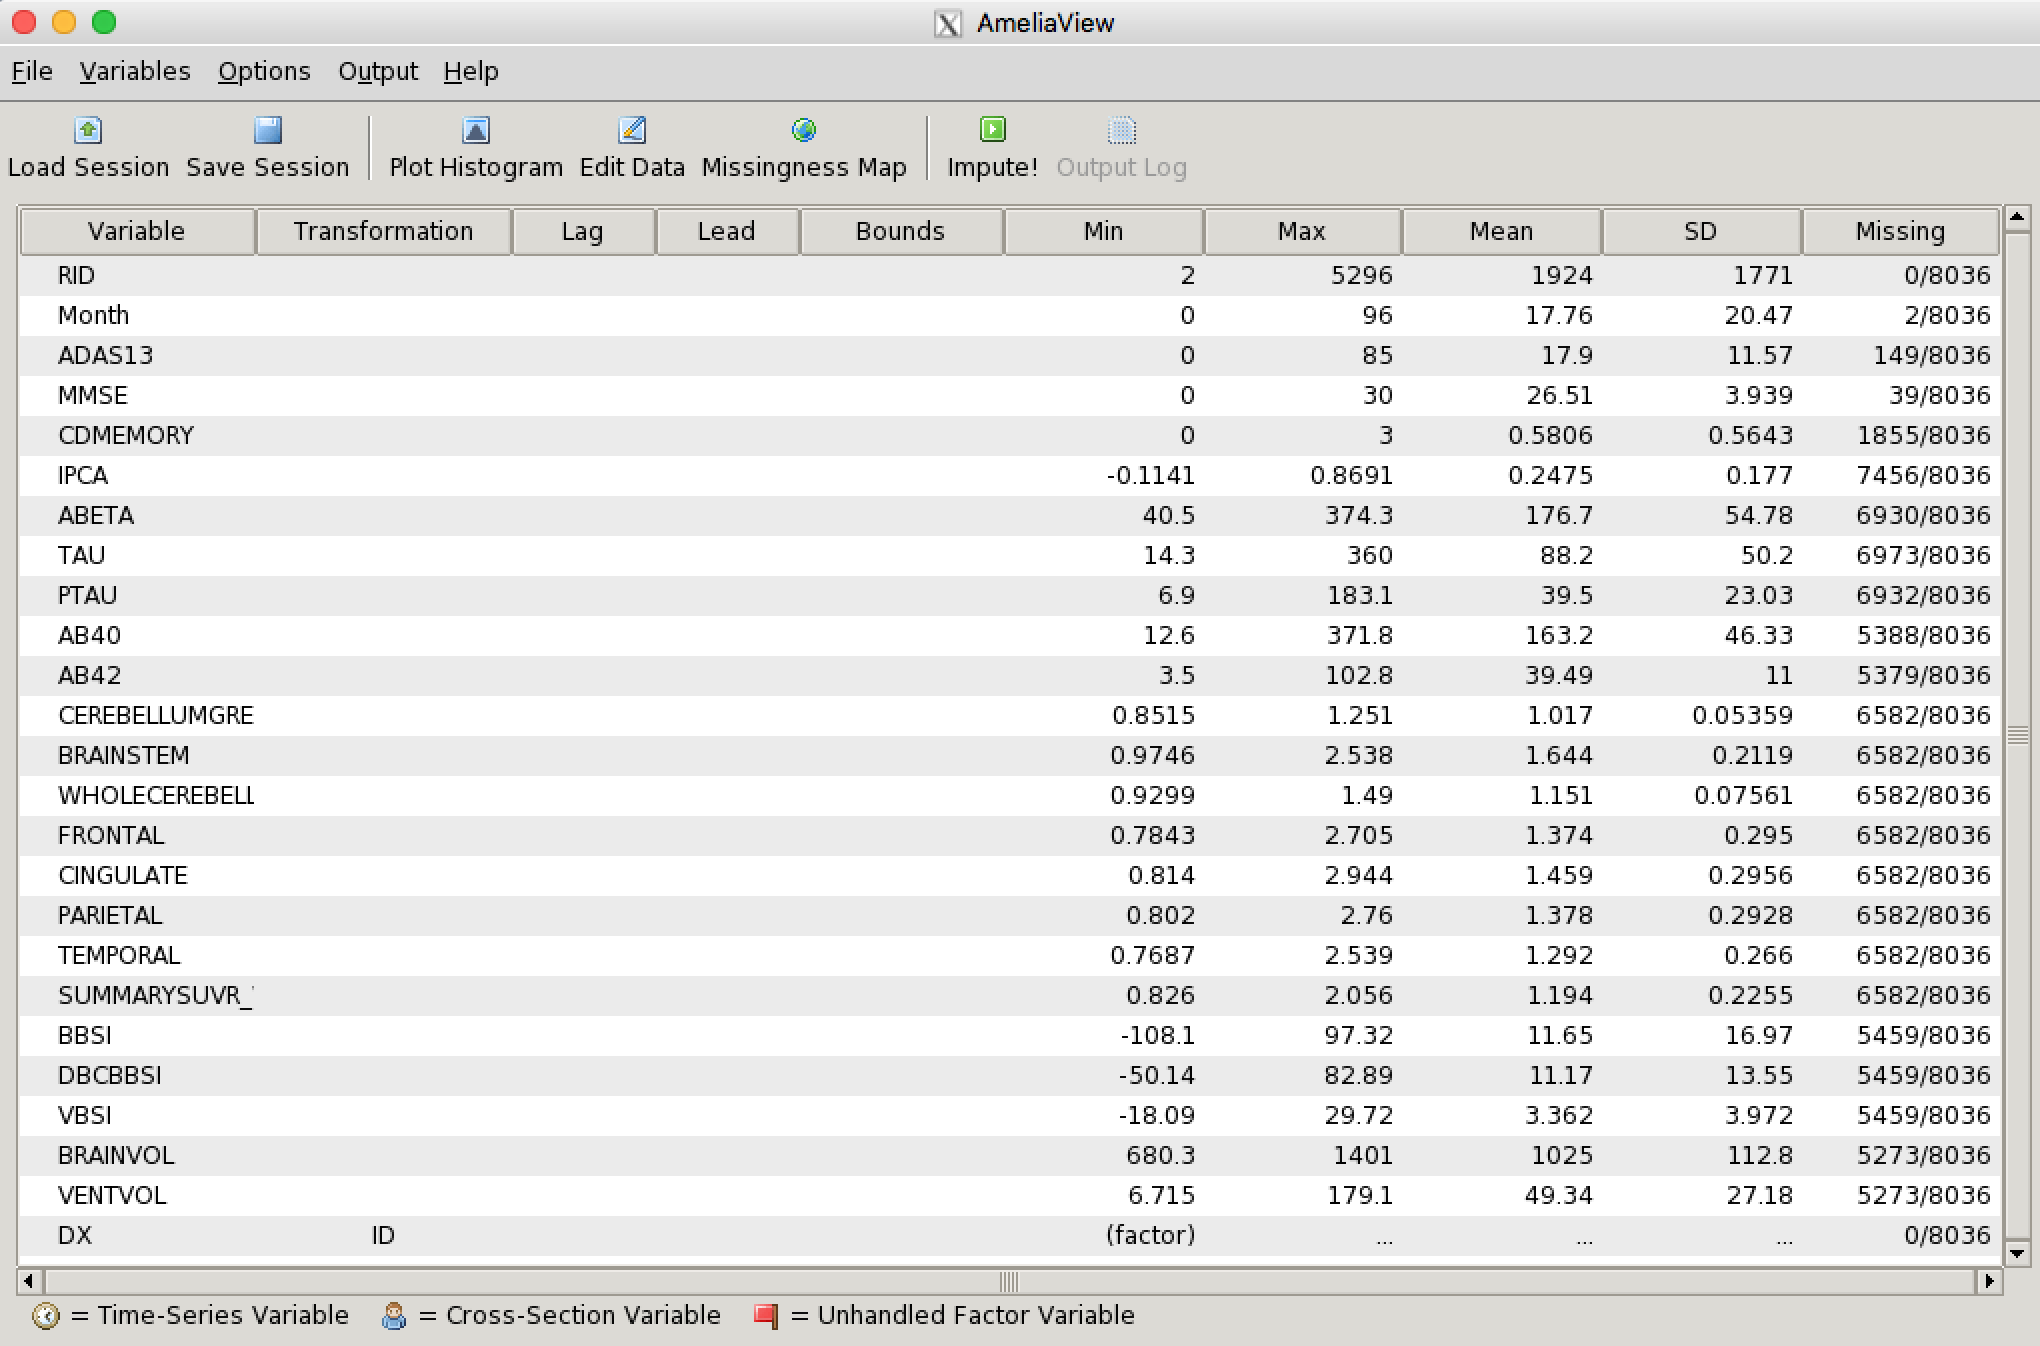 AmeliaView
File Variables Options Output Help
Load Session Save Session Plot Histogram Edit Data Missingness Map Impute! Output Log
Variable Transformation Lag Lead Bounds Min Max Mean SD Missing
RID 2 5296 1924 1771 0/8036
Month 0 96 17.76 20.47 2/8036
ADAS13 0 85 17.9 11.57 149/8036
MMSE 0 30 26.51 3.939 39/8036
CDMEMORY 0 3 0.5806 0.5643 1855/8036
IPCA -0.1141 0.8691 0.2475 0.177 7456/8036
ABETA 40.5 374.3 176.7 54.78 6930/8036
TAU 14.3 360 88.2 50.2 6973/8036
PTAU 6.9 183.1 39.5 23.03 6932/8036
AB40 12.6 371.8 163.2 46.33 5388/8036
AB42 3.5 102.8 39.49 11 5379/8036
CEREBELLUMGRE 0.8515 1.251 1.017 0.05359 6582/8036
BRAINSTEM 0.9746 2.538 1.644 0.2119 6582/8036
WHOLECEREBELL 0.9299 1.49 1.151 0.07561 6582/8036
FRONTAL 0.7843 2.705 1.374 0.295 6582/8036
CINGULATE 0.814 2.944 1.459 0.2956 6582/8036
PARIETAL 0.802 2.76 1.378 0.2928 6582/8036
TEMPORAL 0.7687 2.539 1.292 0.266 6582/8036
SUMMARYSUVR_ 0.826 2.056 1.194 0.2255 6582/8036
BBSI -108.1 97.32 11.65 16.97 5459/8036
DBCBBSI -50.14 82.89 11.17 13.55 5459/8036
VBSI -18.09 29.72 3.362 3.972 5459/8036
BRAINVOL 680.3 1401 1025 112.8 5273/8036
VENTVOL 6.715 179.1 49.34 27.18 5273/8036
DX ID (factor) ... ... ... 0/8036
= Time-Series Variable = Cross-Section Variable = Unhandled Factor Variable